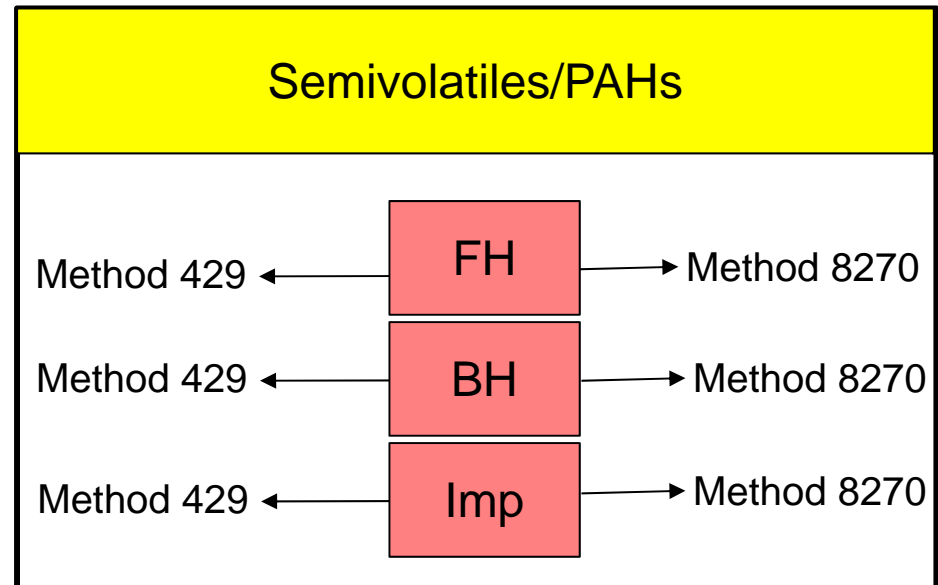 Semivolatiles/PAHs
Method 429 FH Method 8270
Method 429 BH Method 8270
Method 429 Imp Method 8270